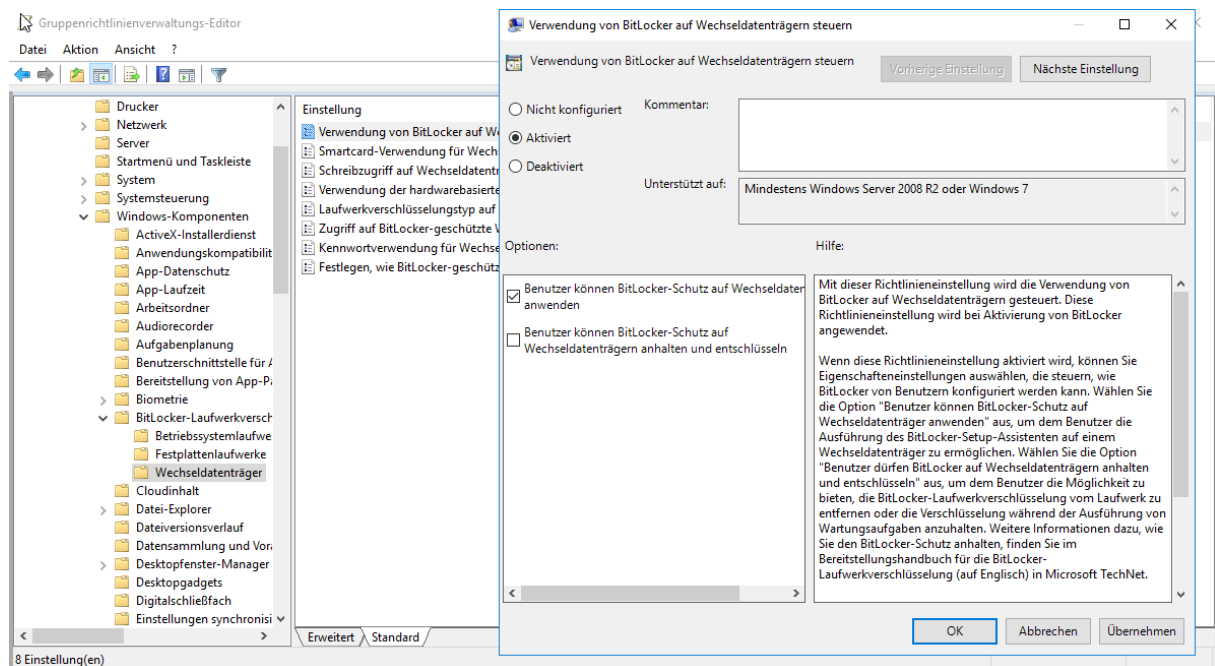 Gruppenrichtlinienverwaltungs-Editor
Datei Aktion Ansicht ?
Drucker
Netzwerk
Server
Startmenü und Taskleiste
System
Systemsteuerung
Windows-Komponenten
ActiveX-Installerdienst
Anwendungskompatibilit
App-Datenschutz
App-Laufzeit
Arbeitsordner
Audiorecorder
Aufgabenplanung
Benutzerschnittstelle für A
Bereitstellung von App-Pa
Biometrie
BitLocker-Laufwerkversch
Betriebssystemlaufwe
Festplattenlaufwerke
Wechseldatenträger
Cloudinhalt
Datei-Explorer
Dateiversionsverlauf
Datensammlung und Vora
Desktopfenster-Manager
Desktopgadgets
Digitalschließfach
Einstellungen synchronisi
Einstellung
Verwendung von BitLocker auf We
Smartcard-Verwendung für Wech
Schreibzugriff auf Wechseldatentr
Verwendung der hardwarebasierte
Laufwerkverschlüsselungstyp auf
Zugriff auf BitLocker-geschützte W
Kennwortverwendung für Wechse
Festlegen, wie BitLocker-geschütz
Erweitert Standard
8 Einstellung(en)
Verwendung von BitLocker auf Wechseldatenträgern steuern
Verwendung von BitLocker auf Wechseldatenträgern steuern
Vorherige Einstellung
Nächste Einstellung
Nicht konfiguriert
Aktiviert
Deaktiviert
Kommentar:
Unterstützt auf:
Mindestens Windows Server 2008 R2 oder Windows 7
Optionen:
Hilfe:
Benutzer können BitLocker-Schutz auf Wechseldaten
anwenden
Benutzer können BitLocker-Schutz auf
Wechseldatenträgern anhalten und entschlüsseln
Mit dieser Richtlinieneinstellung wird die Verwendung von
BitLocker auf Wechseldatenträgern gesteuert. Diese
Richtlinieneinstellung wird bei Aktivierung von BitLocker
angewendet.
Wenn diese Richtlinieneinstellung aktiviert wird, können Sie
Eigenschafteneinstellungen auswählen, die steuern, wie
BitLocker von Benutzern konfiguriert werden kann. Wählen Sie
die Option "Benutzer können BitLocker-Schutz auf
Wechseldatenträger anwenden" aus, um dem Benutzer die
Ausführung des BitLocker-Setup-Assistenten auf einem
Wechseldatenträger zu ermöglichen. Wählen Sie die Option
"Benutzer dürfen BitLocker auf Wechseldatenträgern anhalten
und entschlüsseln" aus, um dem Benutzer die Möglichkeit zu
bieten, die BitLocker-Laufwerkverschlüsselung vom Laufwerk zu
entfernen oder die Verschlüsselung während der Ausführung von
Wartungsaufgaben anzuhalten. Weitere Informationen dazu, wie
Sie den BitLocker-Schutz anhalten, finden Sie im
Bereitstellungshandbuch für die BitLocker-
Laufwerkverschlüsselung (auf Englisch) in Microsoft TechNet.
OK
Abbrechen
Übernehmen